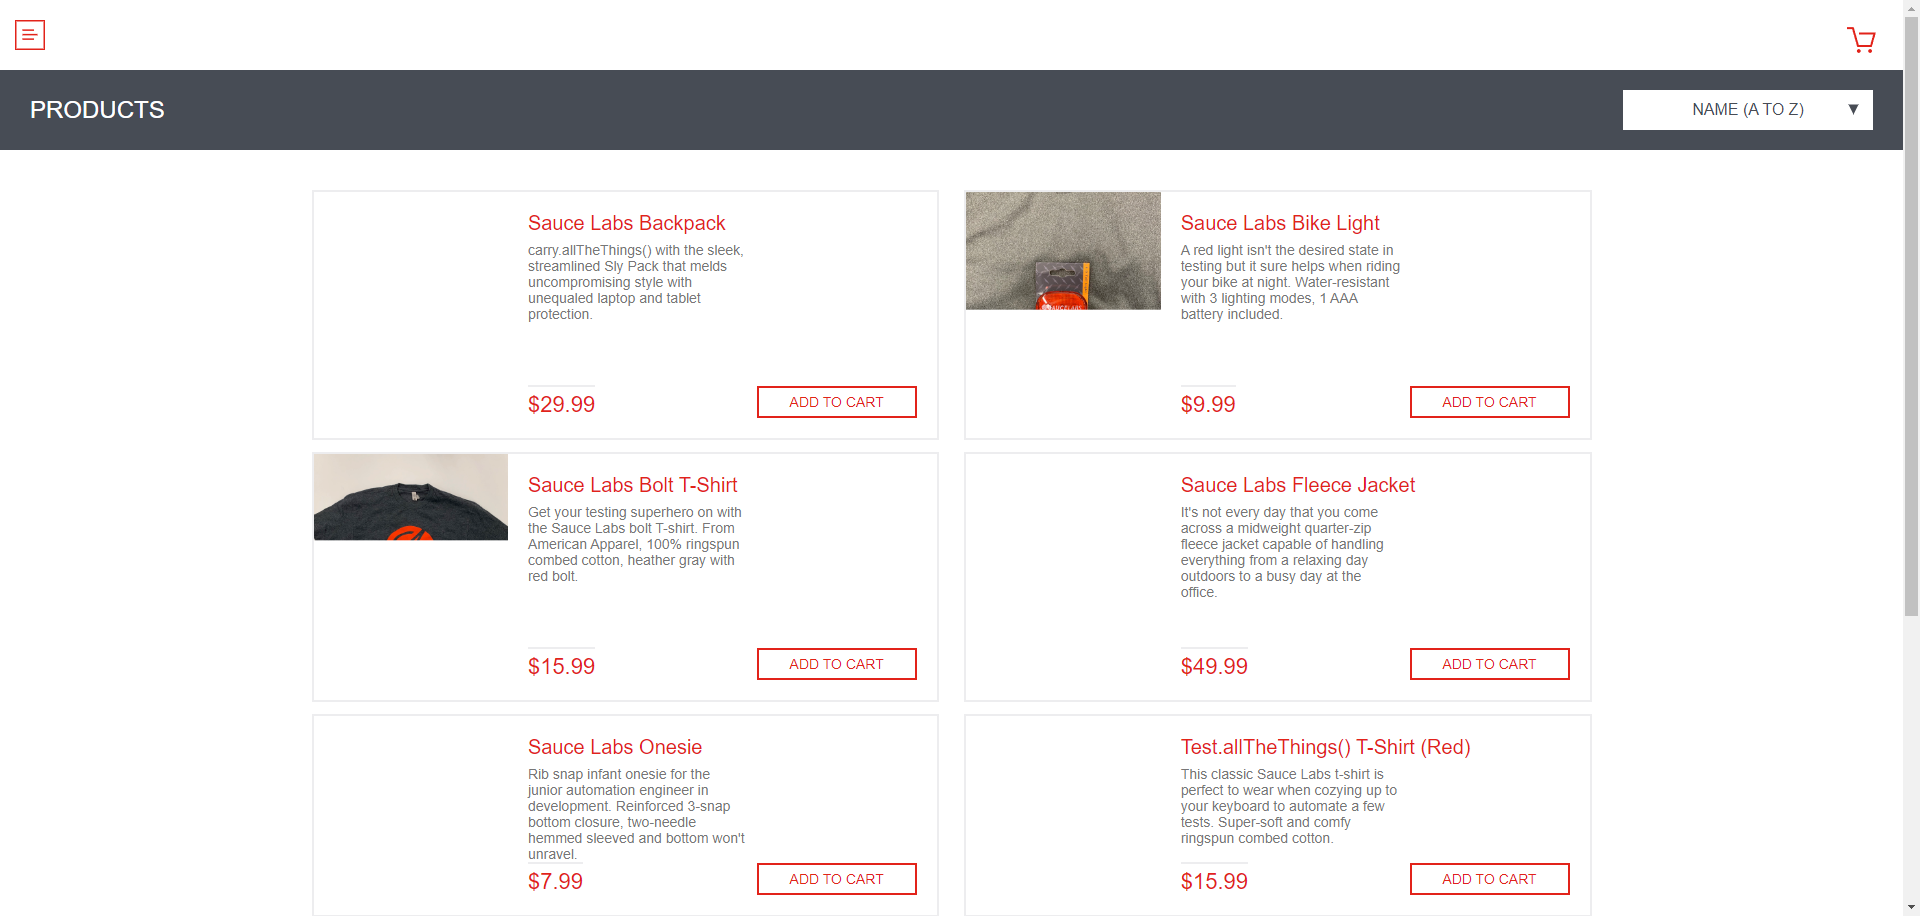 PRODUCTS
NAME (A TO Z)
Sauce Labs Backpack
carry.allTheThings() with the sleek,
streamlined Sly Pack that melds
uncompromising style with
unequaled laptop and tablet
protection.
$29.99
ADD TO CART
Sauce Labs Bike Light
A red light isn't the desired state in
testing but it sure helps when riding
your bike at night. Water-resistant
with 3 lighting modes, 1 AAA
battery included.
$9.99
ADD TO CART
Sauce Labs Bolt T-Shirt
Get your testing superhero on with
the Sauce Labs bolt T-shirt. From
American Apparel, 100% ringspun
combed cotton, heather gray with
red bolt.
$15.99
ADD TO CART
Sauce Labs Fleece Jacket
It's not every day that you come
across a midweight quarter-zip
fleece jacket capable of handling
everything from a relaxing day
outdoors to a busy day at the
office.
$49.99
ADD TO CART
Sauce Labs Onesie
Rib snap infant onesie for the
junior automation engineer in
development. Reinforced 3-snap
bottom closure, two-needle
hemmed sleeved and bottom won't
unravel.
$7.99
ADD TO CART
Test.allTheThings() T-Shirt (Red)
This classic Sauce Labs t-shirt is
perfect to wear when cozying up to
your keyboard to automate a few
tests. Super-soft and comfy
ringspun combed cotton.
$15.99
ADD TO CART